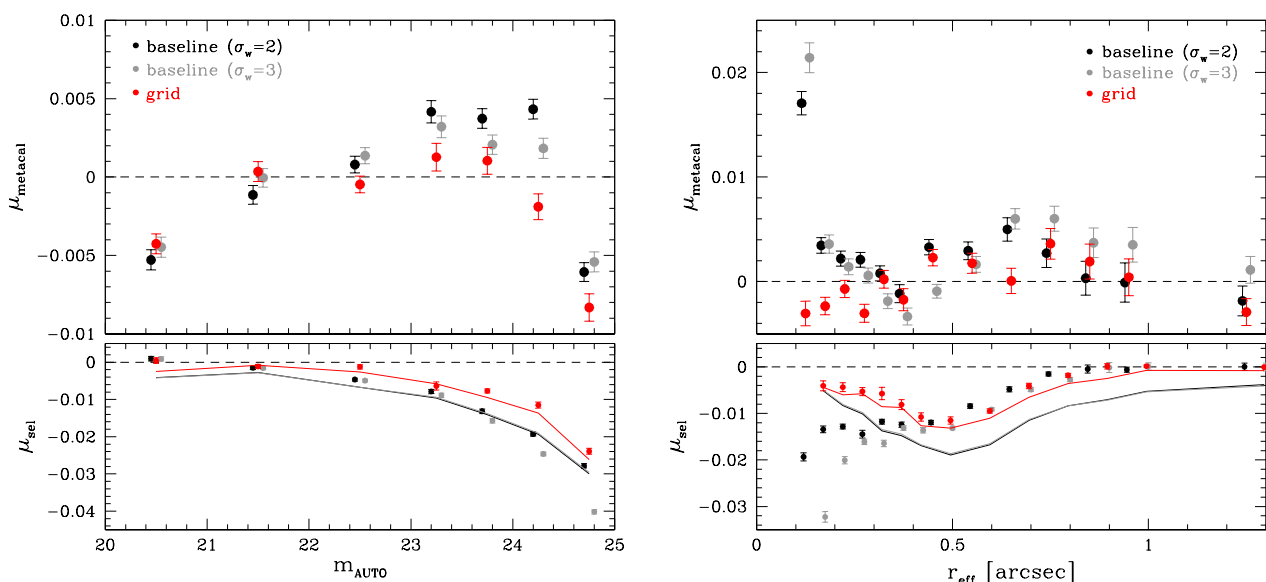 0.01
0.005
0
−0.005
−0.01
μmetacal
baseline (σw=2)
baseline (σw=3)
grid
0
−0.01
−0.02
−0.03
−0.04
μsel
20 21 22 23 24 25
mAUTO
0.02
0.01
0
μmetacal
baseline (σw=2)
baseline (σw=3)
grid
0
−0.01
−0.02
−0.03
μsel
0 0.5 1
reff [arcsec]